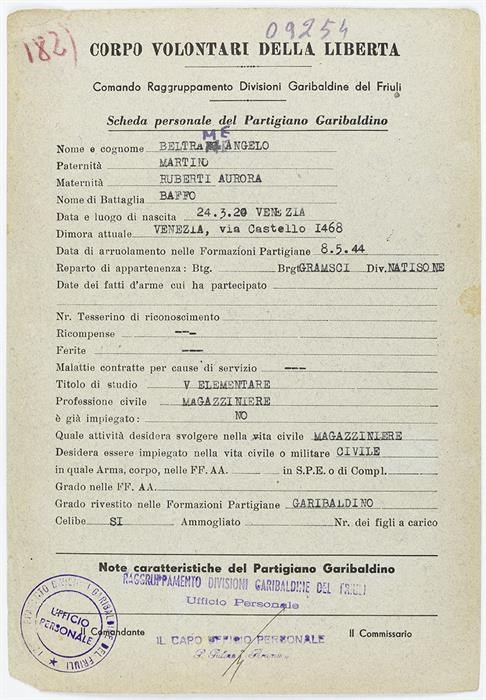 182)
09254
CORPO VOLONTARI DELLA LIBERTA
Comando Raggruppamento Divisioni Garibaldine del Friuli
Scheda personale del Partigiano Garibaldino
Nome e cognome BELTRAME ANGELO
Paternità MARTINO
Maternità RUBERTI AURORA
Nome di Battaglia BAFFO
Data e luogo di nascita 24.3.20 VENEZIA
Dimora attuale VENEZIA, via Castello I468
Data di arruolamento nelle Formazioni Partigiane 8.5.44
Reparto di appartenenza: Btg. Brgt GRAMSCI Div. NATISONE
Date dei fatti d'arme cui ha partecipato
Nr. Tesserino di riconoscimento
Ricompense ---
Ferite ---
Malattie contratte per cause di servizio ---
Titolo di studio V ELEMENTARE
Professione civile MAGAZZINIERE
è già impiegato: NO
Quale attività desidera svolgere nella vita civile MAGAZZINIERE
Desidera essere impiegato nella vita civile o militare CIVILE
in quale Arma, corpo, nelle FF. AA. in S.P.E. o di Compl.
Grado nelle FF. AA.
Grado rivestito nelle Formazioni Partigiane GARIBALDINO
Celibe SI Ammogliato Nr. dei figli a carico
Note caratteristiche del Partigiano Garibaldino
RAGGRUPPAMENTO DIVISIONI GARIBALDINE DEL FRIULI
Ufficio Personale
UFFICIO PERSONALE
DEL FRIULI
Il Comandante
IL CAPO UFFICIO PERSONALE
Il Commissario